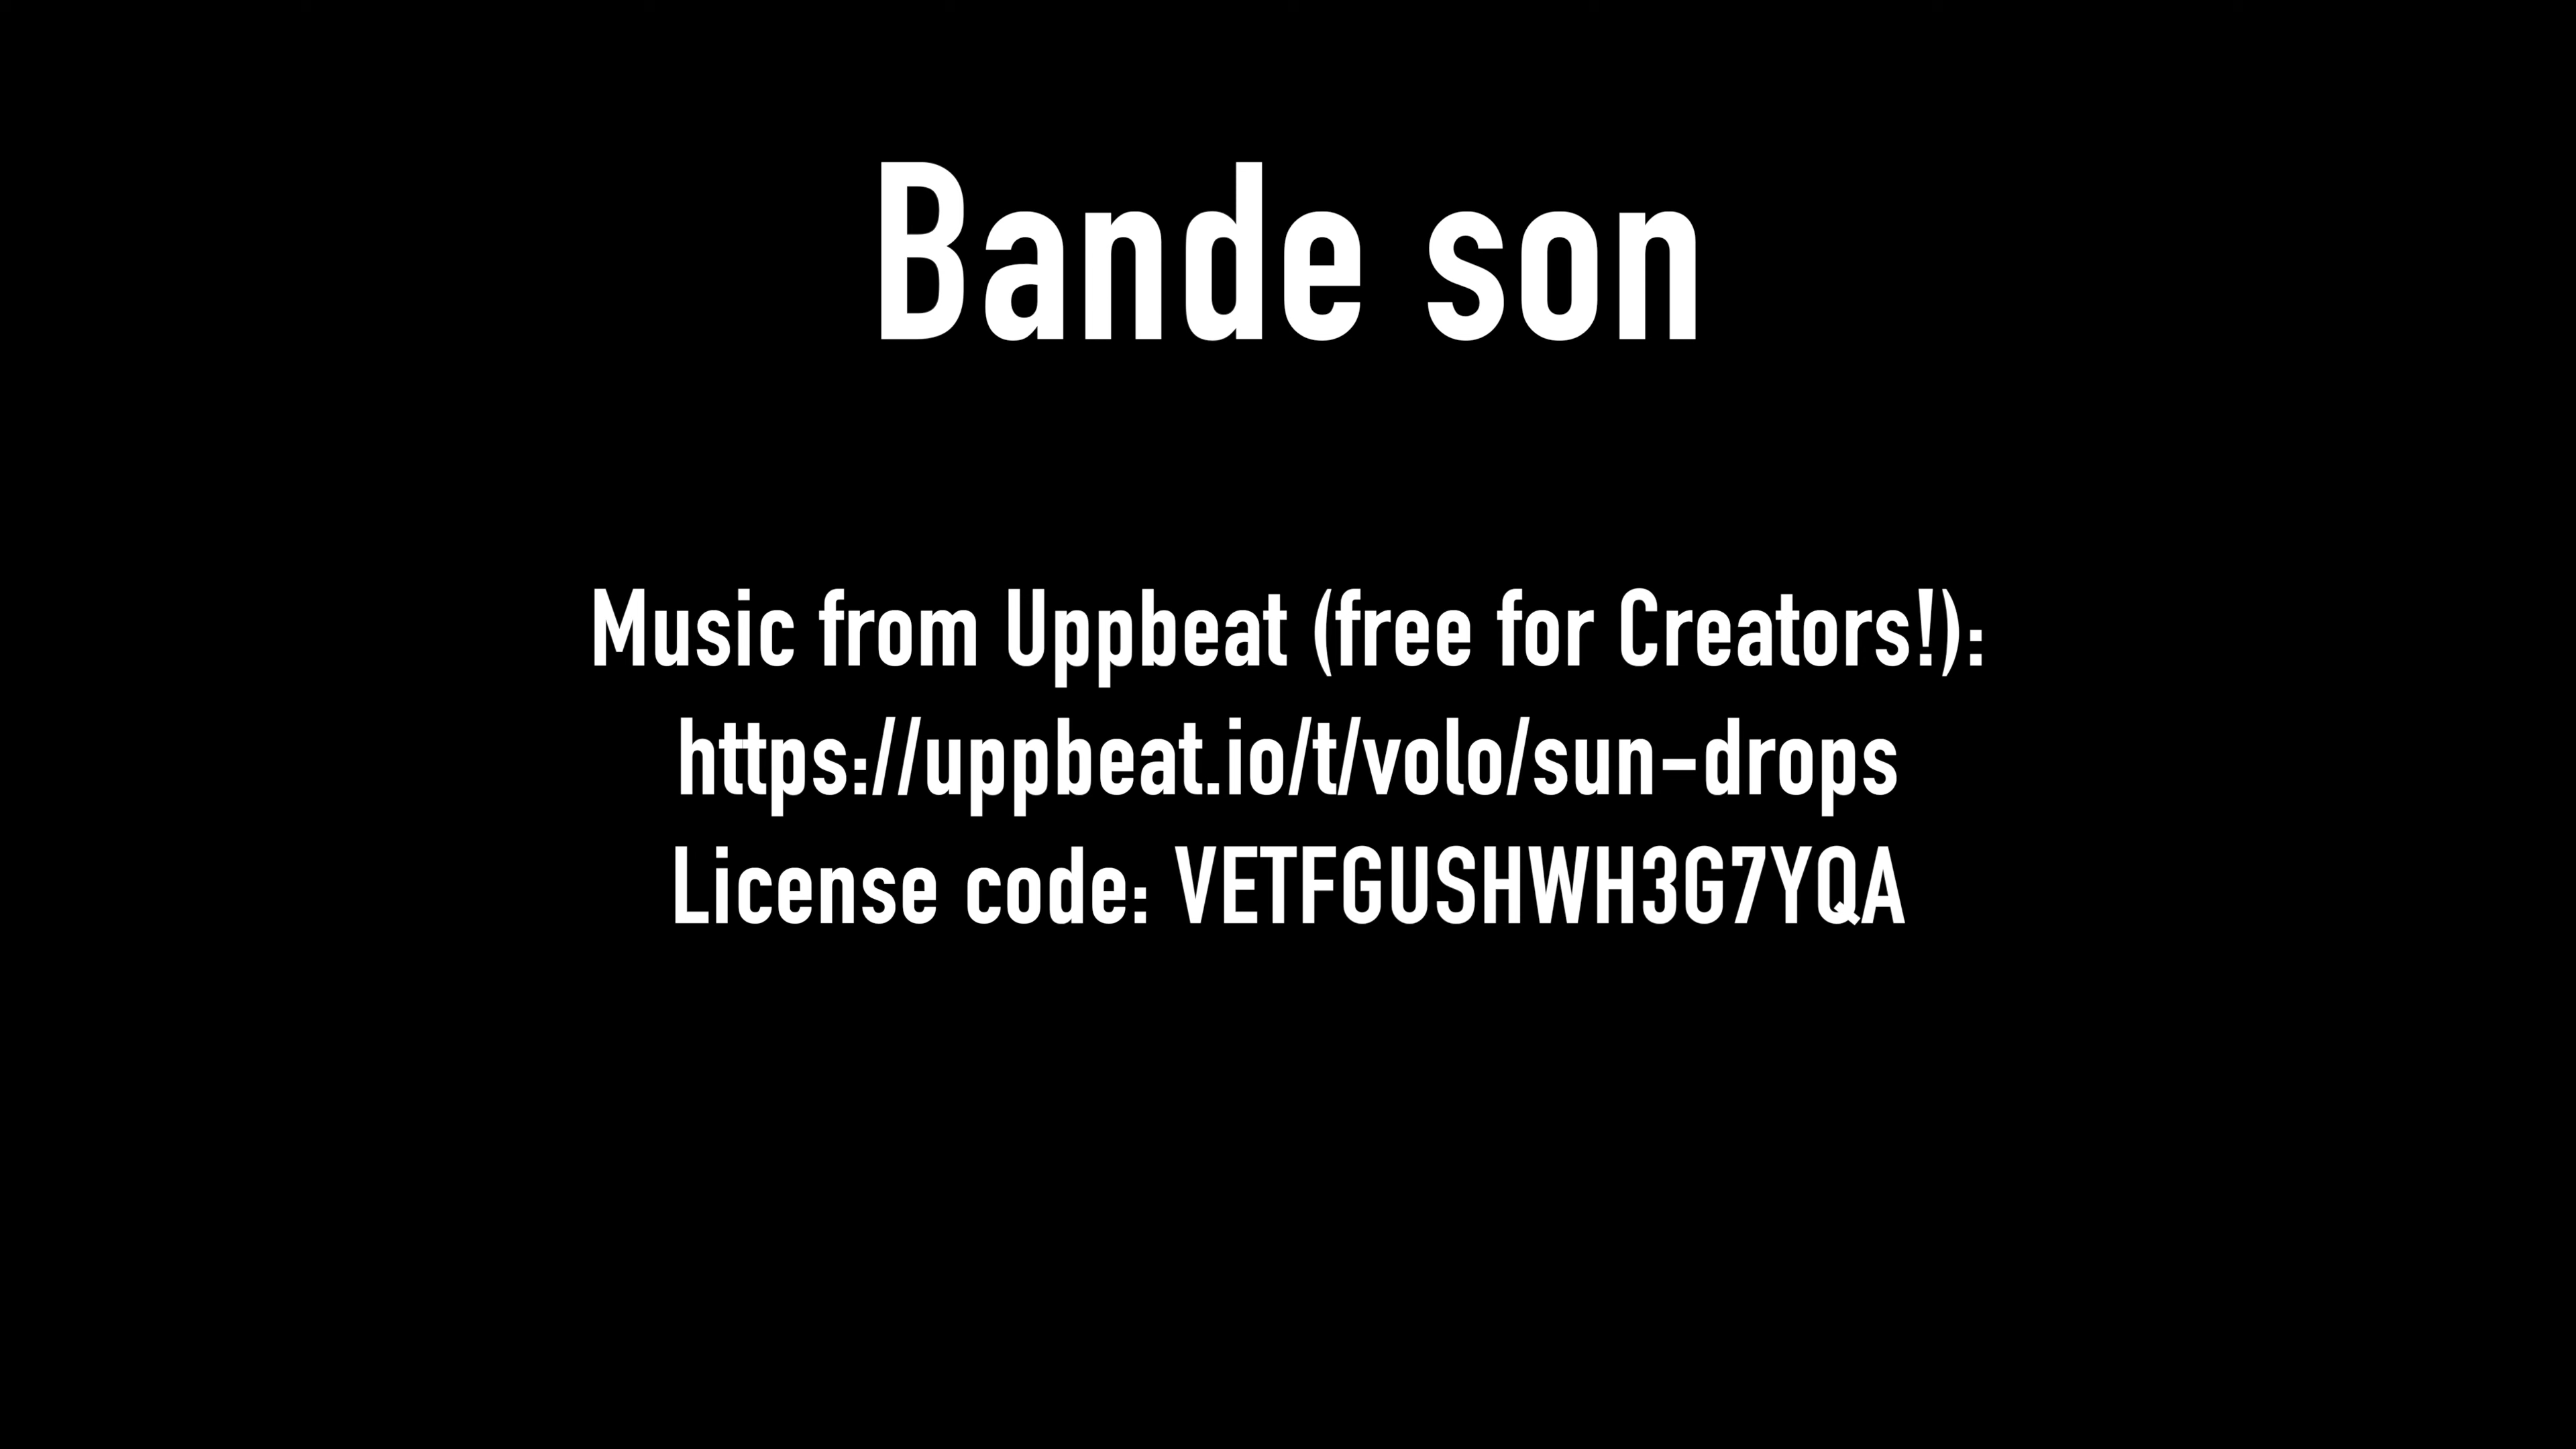 Bande son
Music from Uppbeat (free for Creators!):
https://uppbeat.io/t/volo/sun-drops
License code: VETFGUSHWH3G7YQA